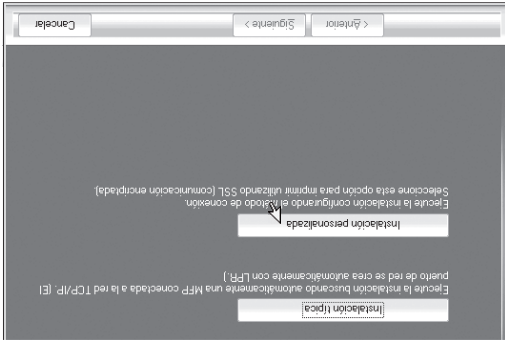 Instalación típica
Ejecute la instalación buscando automáticamente una MFP conectada a la red TCP/IP. (El
puerto de red se crea automáticamente con LPR.)
Instalación personalizada
Ejecute la instalación configurando el método de conexión.
Seleccione esta opción para imprimir utilizando SSL (comunicación encriptada).
< Anterior
Siguiente >
Cancelar